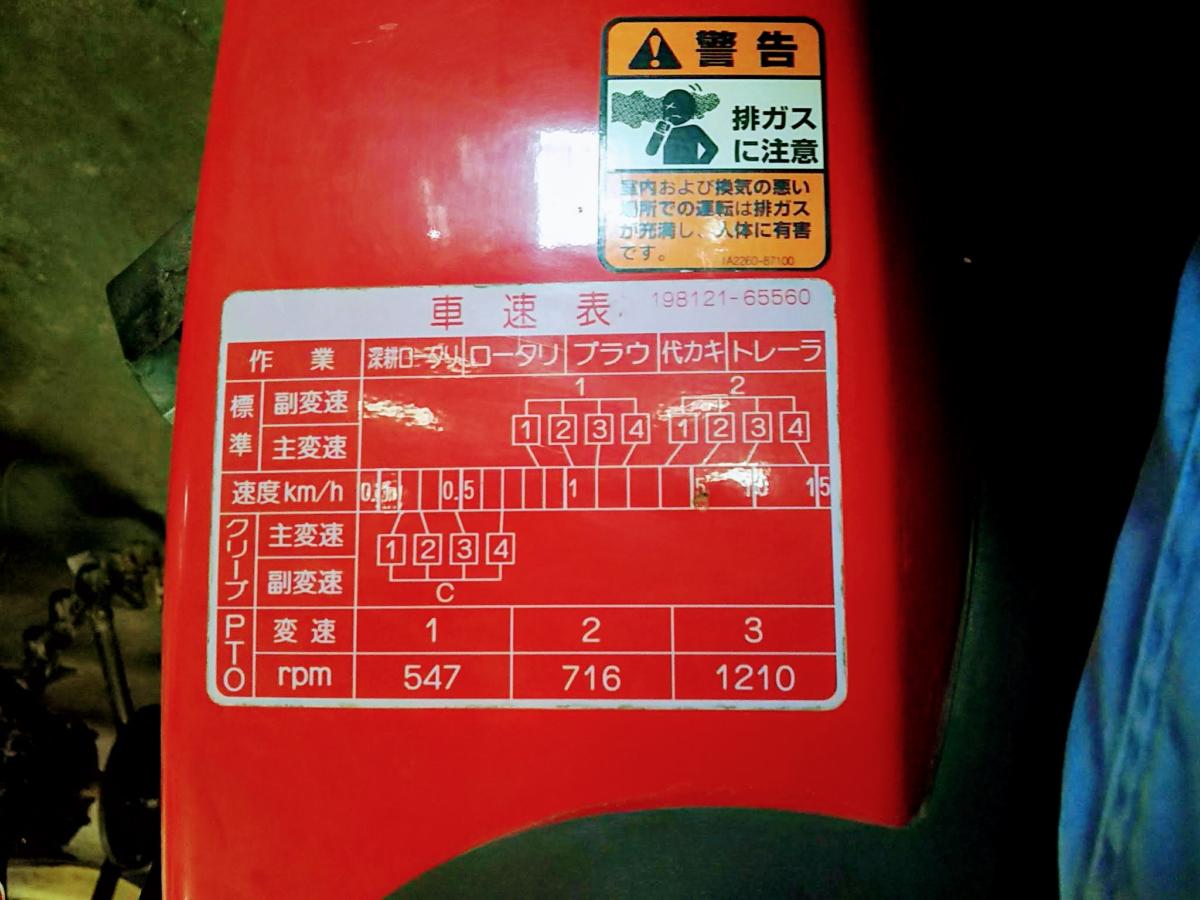 警告
排ガス
に注意
室内および換気の悪い
場所での運転は排ガス
が充満し、人体に有害
です。
1A2260-87100
車速表 198121-65560
作業 深耕ロータリ ロータリ プラウ 代カキ トレーラ
標準 副変速 1 2
主変速 1 2 3 4 1 2 3 4
速度km/h 0.5 1 5 15
クリープ 主変速 1 2 3 4
副変速 C
PTO 変速 1 2 3
rpm 547 716 1210